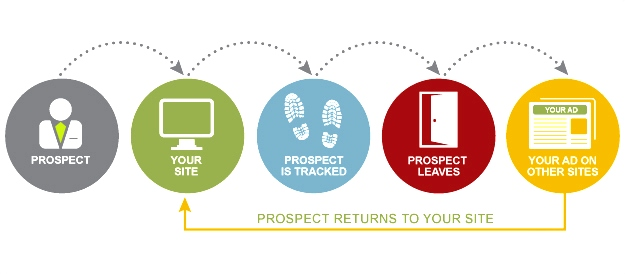 PROSPECT
YOUR
SITE
PROSPECT
IS TRACKED
PROSPECT
LEAVES
YOUR AD
YOUR AD ON
OTHER SITES
PROSPECT RETURNS TO YOUR SITE